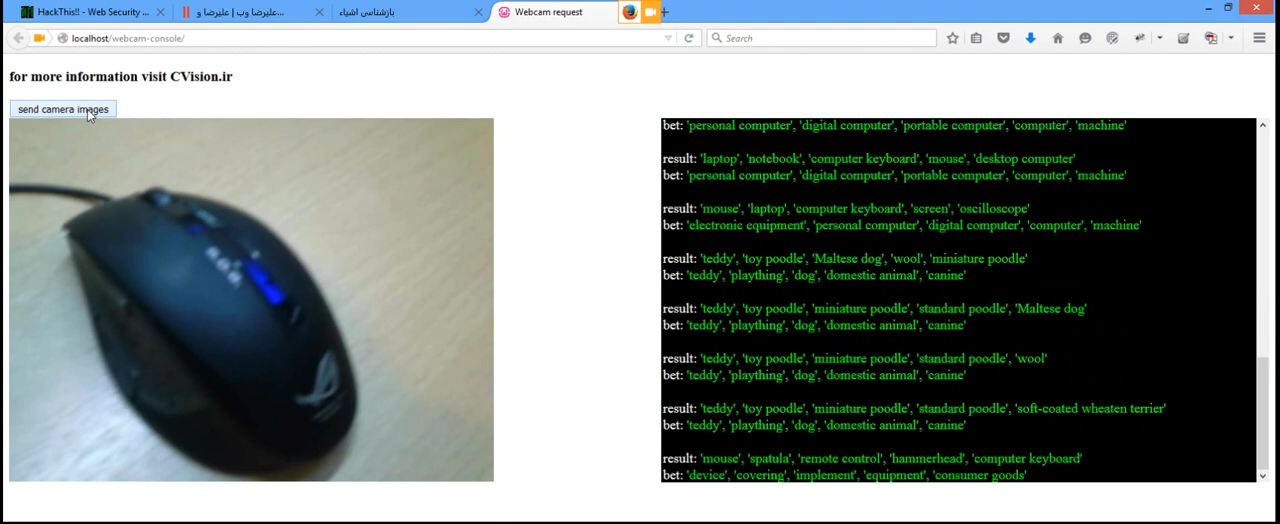 HackThis!! - Web Security ...
علیرضا وب | علیرضا و...
بازشناسی اشیاء
Webcam request
localhost/webcam-console/
Search
for more information visit CVision.ir
send camera images
bet: 'personal computer', 'digital computer', 'portable computer', 'computer', 'machine'
result: 'laptop', 'notebook', 'computer keyboard', 'mouse', 'desktop computer'
bet: 'personal computer', 'digital computer', 'portable computer', 'computer', 'machine'
result: 'mouse', 'laptop', 'computer keyboard', 'screen', 'oscilloscope'
bet: 'electronic equipment', 'personal computer', 'digital computer', 'computer', 'machine'
result: 'teddy', 'toy poodle', 'Maltese dog', 'wool', 'miniature poodle'
bet: 'teddy', 'plaything', 'dog', 'domestic animal', 'canine'
result: 'teddy', 'toy poodle', 'miniature poodle', 'standard poodle', 'Maltese dog'
bet: 'teddy', 'plaything', 'dog', 'domestic animal', 'canine'
result: 'teddy', 'toy poodle', 'miniature poodle', 'standard poodle', 'wool'
bet: 'teddy', 'plaything', 'dog', 'domestic animal', 'canine'
result: 'teddy', 'toy poodle', 'miniature poodle', 'standard poodle', 'soft-coated wheaten terrier'
bet: 'teddy', 'plaything', 'dog', 'domestic animal', 'canine'
result: 'mouse', 'spatula', 'remote control', 'hammerhead', 'computer keyboard'
bet: 'device', 'covering', 'implement', 'equipment', 'consumer goods'